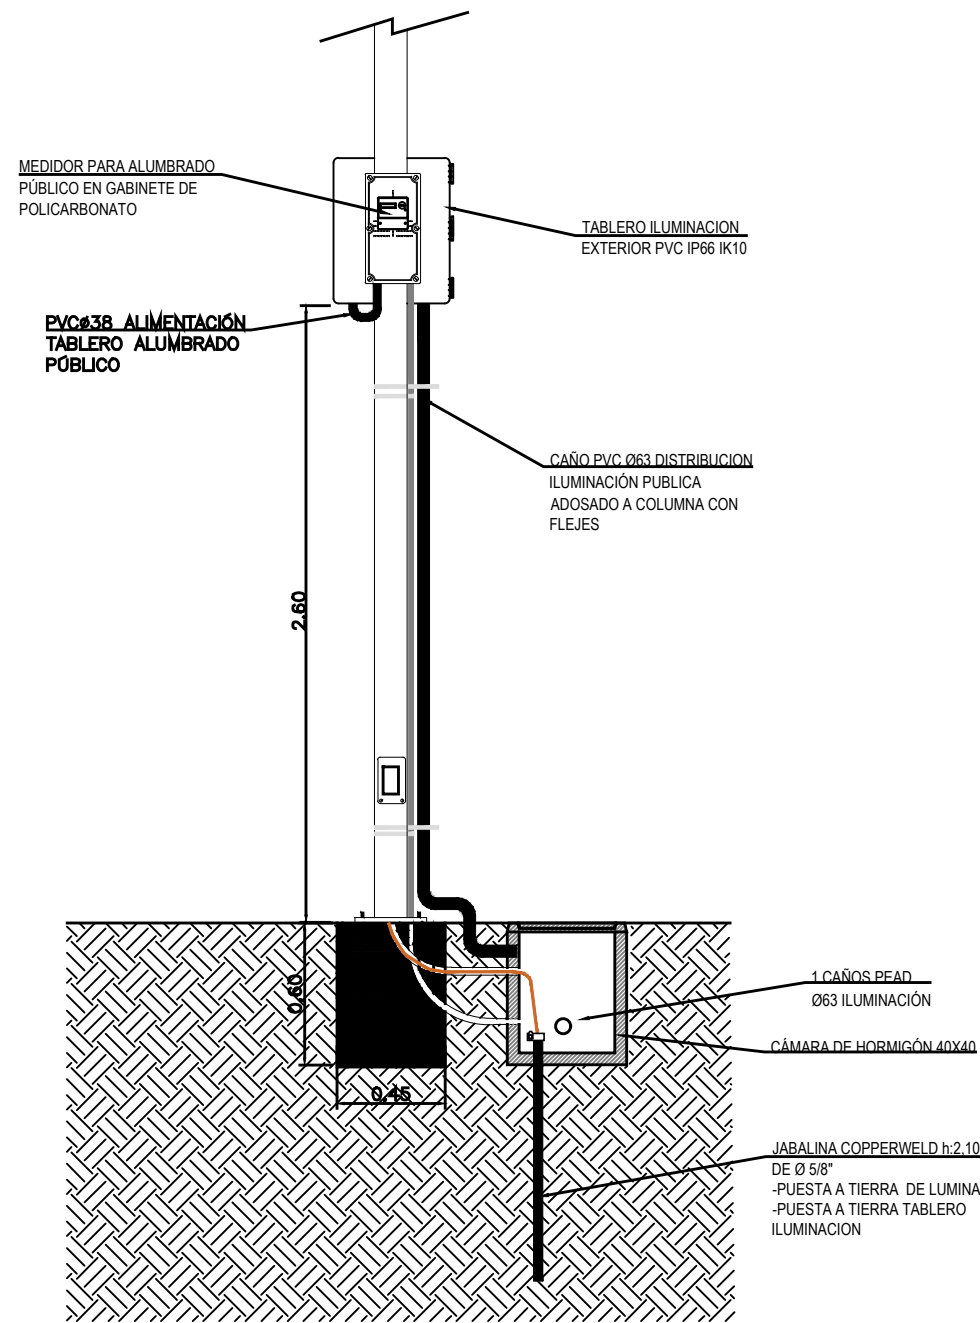 MEDIDOR PARA ALUMBRADO
PÚBLICO EN GABINETE DE
POLICARBONATO
TABLERO ILUMINACION
EXTERIOR PVC IP66 IK10
PVCø38 ALIMENTACIÓN
TABLERO ALUMBRADO
PÚBLICO
CAÑO PVC Ø63 DISTRIBUCION
ILUMINACIÓN PUBLICA
ADOSADO A COLUMNA CON
FLEJES
2.60
0.60
0.45
1 CAÑOS PEAD
Ø63 ILUMINACIÓN
CÁMARA DE HORMIGÓN 40X40
JABALINA COPPERWELD h:2,10
DE Ø 5/8"
-PUESTA A TIERRA DE LUMINA
-PUESTA A TIERRA TABLERO
ILUMINACION